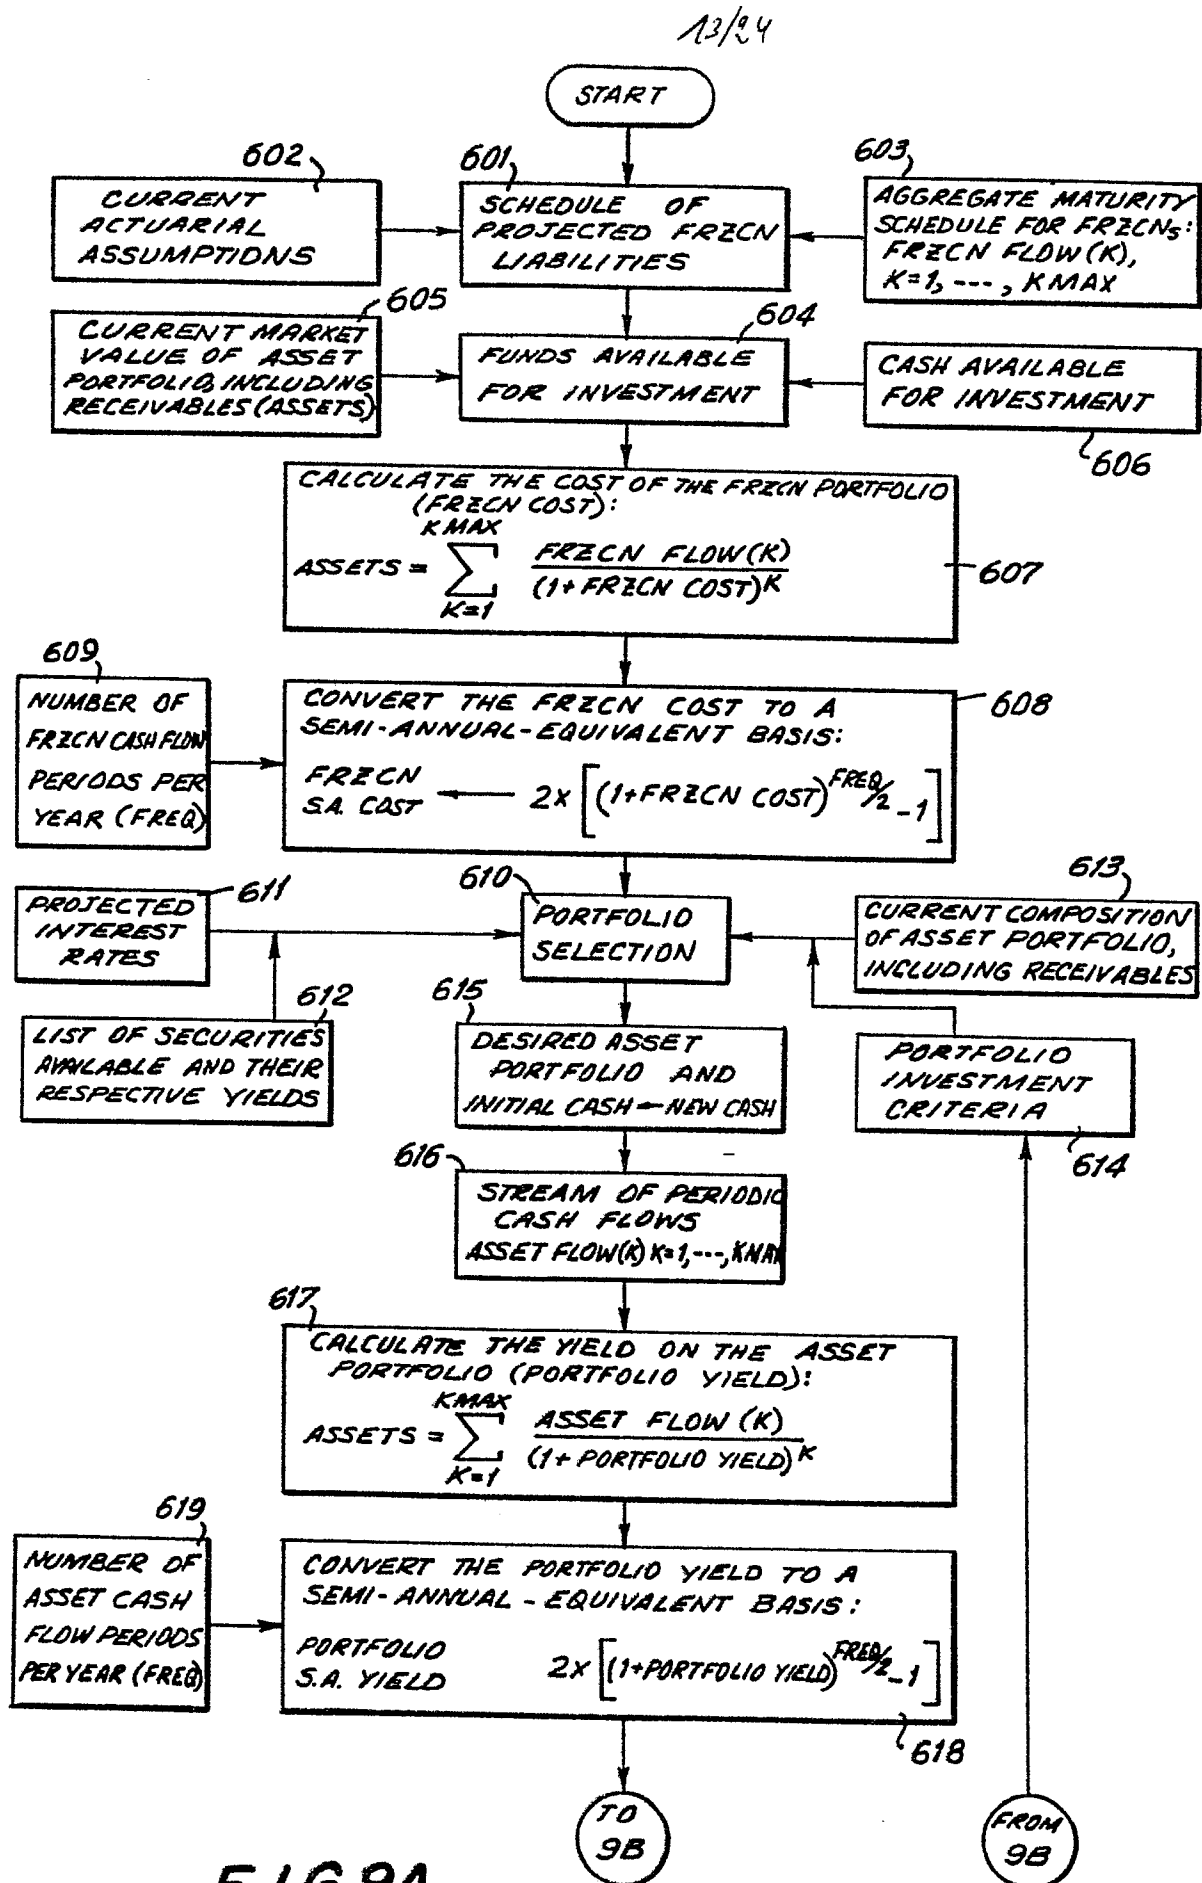 13/24
START
602
601
603
CURRENT
ACTUARIAL
ASSUMPTIONS
SCHEDULE OF
PROJECTED FRZCN
LIABILITIES
AGGREGATE MATURITY
SCHEDULE FOR FRZCNS:
FRZCN FLOW(K),
K=1, ---, KMAX
605
604
CURRENT MARKET
VALUE OF ASSET
PORTFOLIO, INCLUDING
RECEIVABLES (ASSETS)
FUNDS AVAILABLE
FOR INVESTMENT
CASH AVAILABLE
FOR INVESTMENT
606
CALCULATE THE COST OF THE FRZCN PORTFOLIO
(FRZCN COST):
KMAX
ASSETS = Σ FRZCN FLOW(K)
(1+FRZCN COST)^K
K=1
607
609
NUMBER OF
FRZCN CASH FLOW
PERIODS PER
YEAR (FREQ)
608
CONVERT THE FRZCN COST TO A
SEMI-ANNUAL-EQUIVALENT BASIS:
FRZCN
S.A. COST ← 2x [(1+FRZCN COST)^FREQ/2 -1]
611
610
613
PROJECTED
INTEREST
RATES
PORTFOLIO
SELECTION
CURRENT COMPOSITION
OF ASSET PORTFOLIO,
INCLUDING RECEIVABLES
612
615
LIST OF SECURITIES
AVAILABLE AND THEIR
RESPECTIVE YIELDS
DESIRED ASSET
PORTFOLIO AND
INITIAL CASH ← NEW CASH
PORTFOLIO
INVESTMENT
CRITERIA
614
616
STREAM OF PERIODIC
CASH FLOWS
ASSET FLOW(K) K=1,---,KMAX
617
CALCULATE THE YIELD ON THE ASSET
PORTFOLIO (PORTFOLIO YIELD):
KMAX
ASSETS = Σ ASSET FLOW (K)
(1+ PORTFOLIO YIELD)^K
K=1
619
NUMBER OF
ASSET CASH
FLOW PERIODS
PER YEAR (FREQ)
CONVERT THE PORTFOLIO YIELD TO A
SEMI-ANNUAL-EQUIVALENT BASIS:
PORTFOLIO
S.A. YIELD 2x [(1+PORTFOLIO YIELD)^FREQ/2 -1]
618
TO
9B
FROM
9B
FIG. 9A